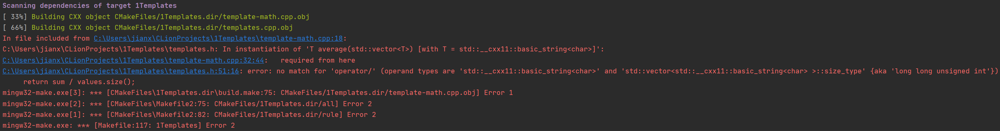 Scanning dependencies of target 1Templates
[ 33%] Building CXX object CMakeFiles/1Templates.dir/template-math.cpp.obj
[ 66%] Building CXX object CMakeFiles/1Templates.dir/templates.cpp.obj
In file included from C:\Users\jianx\CLionProjects\1Templates\template-math.cpp:18:
C:\Users\jianx\CLionProjects\1Templates\templates.h: In instantiation of 'T average(std::vector<T>) [with T = std::__cxx11::basic_string<char>]':
C:\Users\jianx\CLionProjects\1Templates\template-math.cpp:32:44:   required from here
C:\Users\jianx\CLionProjects\1Templates\templates.h:51:16: error: no match for 'operator/' (operand types are 'std::__cxx11::basic_string<char>' and 'std::vector<std::__cxx11::basic_string<char> >::size_type' {aka 'long long unsigned int'})
     return sum / values.size();
mingw32-make.exe[3]: *** [CMakeFiles\1Templates.dir\build.make:75: CMakeFiles/1Templates.dir/template-math.cpp.obj] Error 1
mingw32-make.exe[2]: *** [CMakeFiles\Makefile2:75: CMakeFiles/1Templates.dir/all] Error 2
mingw32-make.exe[1]: *** [CMakeFiles\Makefile2:82: CMakeFiles/1Templates.dir/rule] Error 2
mingw32-make.exe: *** [Makefile:117: 1Templates] Error 2